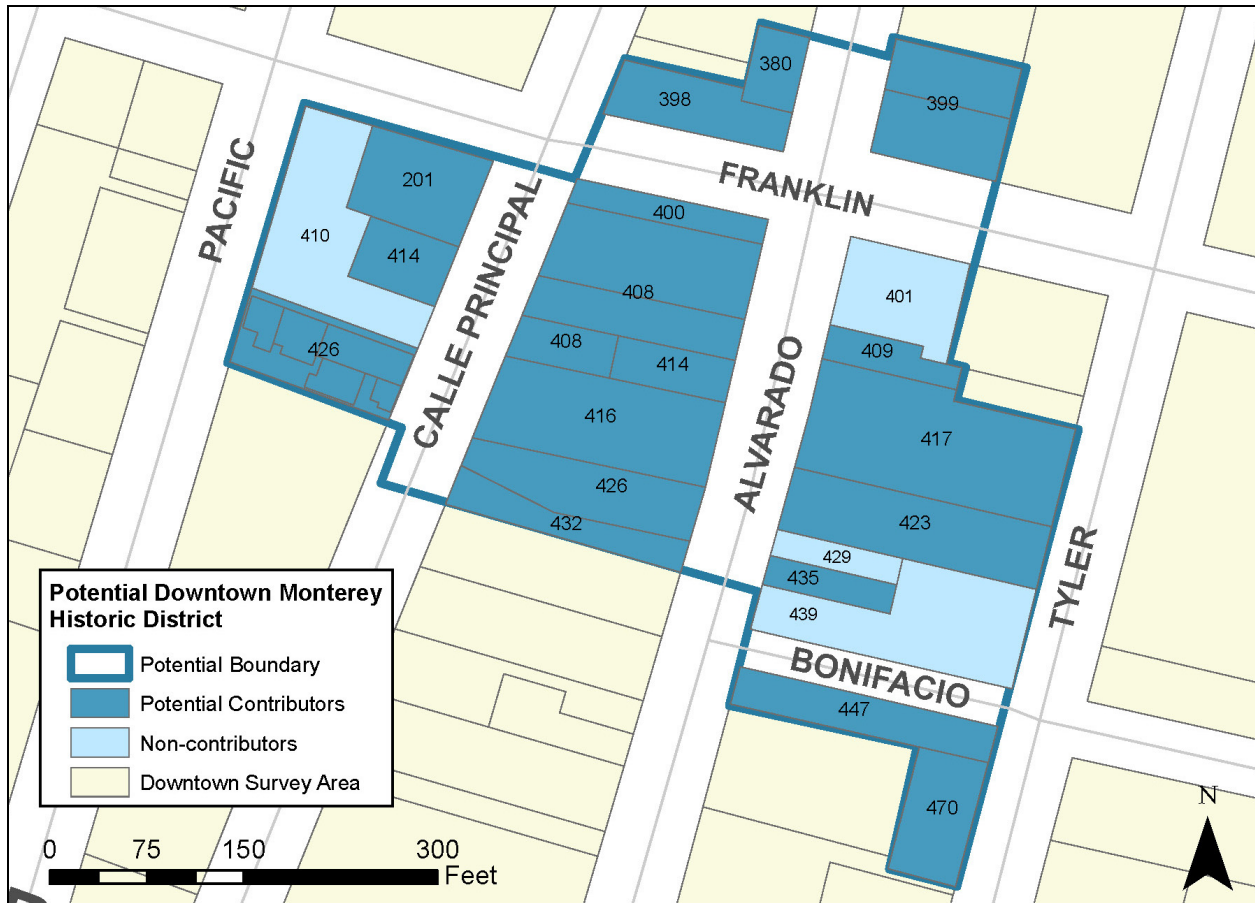 380
398
399
PACIFIC
201
FRANKLIN
CALLE PRINCIPAL
400
410
414
408
401
408
414
409
426
ALVARADO
416
417
426
423
432
429
435
TYLER
439
BONIFACIO
447
470
Potential Downtown Monterey
Historic District
Potential Boundary
Potential Contributors
Non-contributors
Downtown Survey Area
0 75 150 300
Feet
N